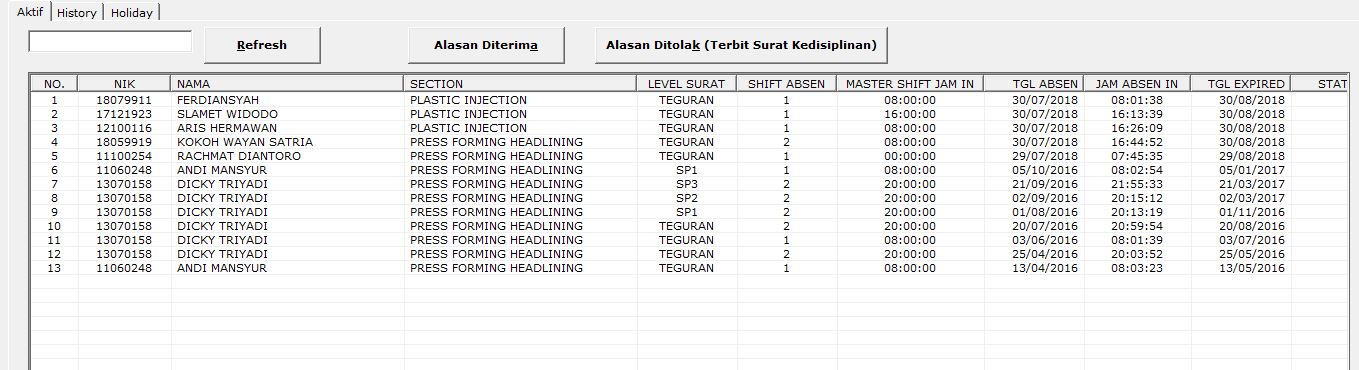 Aktif History Holiday
Refresh Alasan Diterima Alasan Ditolak (Terbit Surat Kedisiplinan)
NO. NIK NAMA SECTION LEVEL SURAT SHIFT ABSEN MASTER SHIFT JAM IN TGL ABSEN JAM ABSEN IN TGL EXPIRED STAT
1 18079911 FERDIANSYAH PLASTIC INJECTION TEGURAN 1 08:00:00 30/07/2018 08:01:38 30/08/2018
2 17121923 SLAMET WIDODO PLASTIC INJECTION TEGURAN 1 16:00:00 30/07/2018 16:13:39 30/08/2018
3 12100116 ARIS HERMAWAN PLASTIC INJECTION TEGURAN 1 08:00:00 30/07/2018 16:26:09 30/08/2018
4 18059919 KOKOH WAYAN SATRIA PRESS FORMING HEADLINING TEGURAN 2 08:00:00 30/07/2018 16:44:52 30/08/2018
5 11100254 RACHMAT DIANTORO PRESS FORMING HEADLINING TEGURAN 1 00:00:00 29/07/2018 07:45:35 29/08/2018
6 11060248 ANDI MANSYUR PRESS FORMING HEADLINING SP1 1 08:00:00 05/10/2016 08:02:54 05/01/2017
7 13070158 DICKY TRIYADI PRESS FORMING HEADLINING SP3 2 20:00:00 21/09/2016 21:55:33 21/03/2017
8 13070158 DICKY TRIYADI PRESS FORMING HEADLINING SP2 2 20:00:00 02/09/2016 20:15:12 02/03/2017
9 13070158 DICKY TRIYADI PRESS FORMING HEADLINING SP1 2 20:00:00 01/08/2016 20:13:19 01/11/2016
10 13070158 DICKY TRIYADI PRESS FORMING HEADLINING TEGURAN 2 20:00:00 20/07/2016 20:59:54 20/08/2016
11 13070158 DICKY TRIYADI PRESS FORMING HEADLINING TEGURAN 1 08:00:00 03/06/2016 08:01:39 03/07/2016
12 13070158 DICKY TRIYADI PRESS FORMING HEADLINING TEGURAN 2 20:00:00 25/04/2016 20:03:52 25/05/2016
13 11060248 ANDI MANSYUR PRESS FORMING HEADLINING TEGURAN 1 08:00:00 13/04/2016 08:03:23 13/05/2016